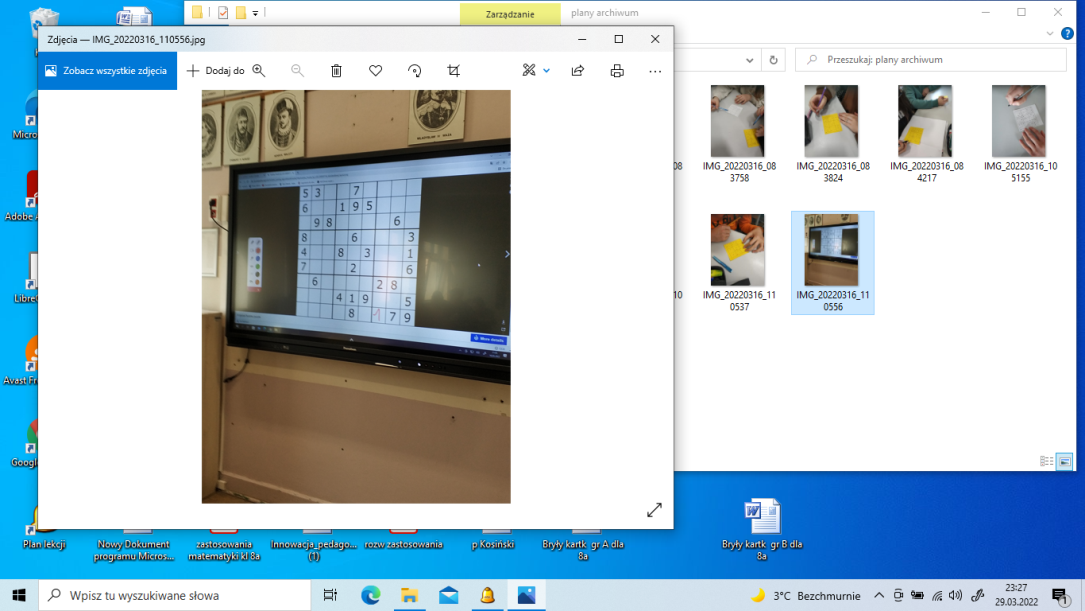 Zarządzanie
plany archiwum
Zdjęcia — IMG_20220316_110556.jpg
Zobacz wszystkie zdjęcia
Dodaj do
Przeszukaj: plany archiwum
IMG_20220316_083758
IMG_20220316_083824
IMG_20220316_084217
IMG_20220316_105155
IMG_20220316_110537
IMG_20220316_110556
5 3 7
6 1 9 5
9 8 6
8 6 3
4 8 3 1
7 2 6
6 2 8
4 1 9 5
8 7 9
Plan lekcji
Nowy Dokument programu Micros...
zastosowania matematyki kl 8a
Innowacja_pedago... (1)
rozw zastosowania
p Kosiński
Bryły kartk. gr A dla 8a
Bryły kartk. gr B dla 8a
Wpisz tu wyszukiwane słowa
3°C Bezchmurnie
23:27
29.03.2022
1